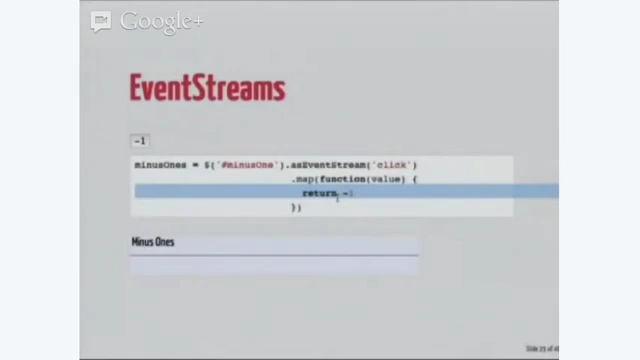 Google+
EventStreams
-1
minusOnes = $('#minusOne').asEventStream('click')
.map(function(value) {
return -1
})
Minus Ones